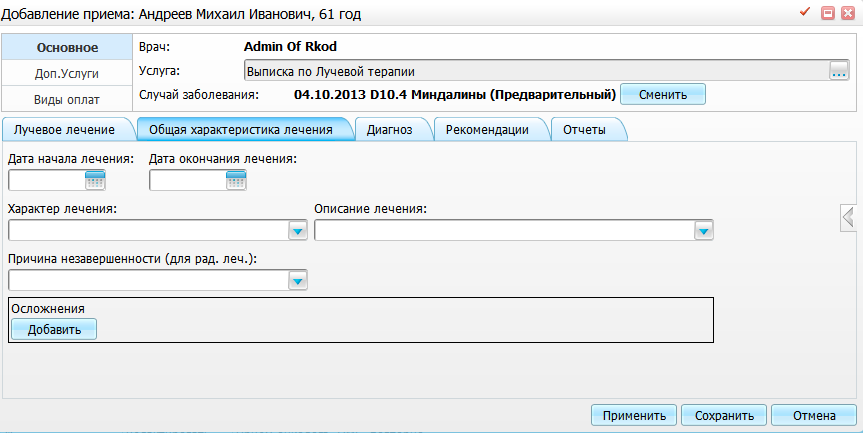 Добавление приема: Андреев Михаил Иванович, 61 год
Основное
Доп.Услуги
Виды оплат
Врач: Admin Of Rkod
Услуга: Выписка по Лучевой терапии ...
Случай заболевания: 04.10.2013 D10.4 Миндалины (Предварительный) Сменить
Лучевое лечение Общая характеристика лечения Диагноз Рекомендации Отчеты
Дата начала лечения: Дата окончания лечения:
Характер лечения: Описание лечения:
Причина незавершенности (для рад. леч.):
Осложнения
Добавить
Применить Сохранить Отмена